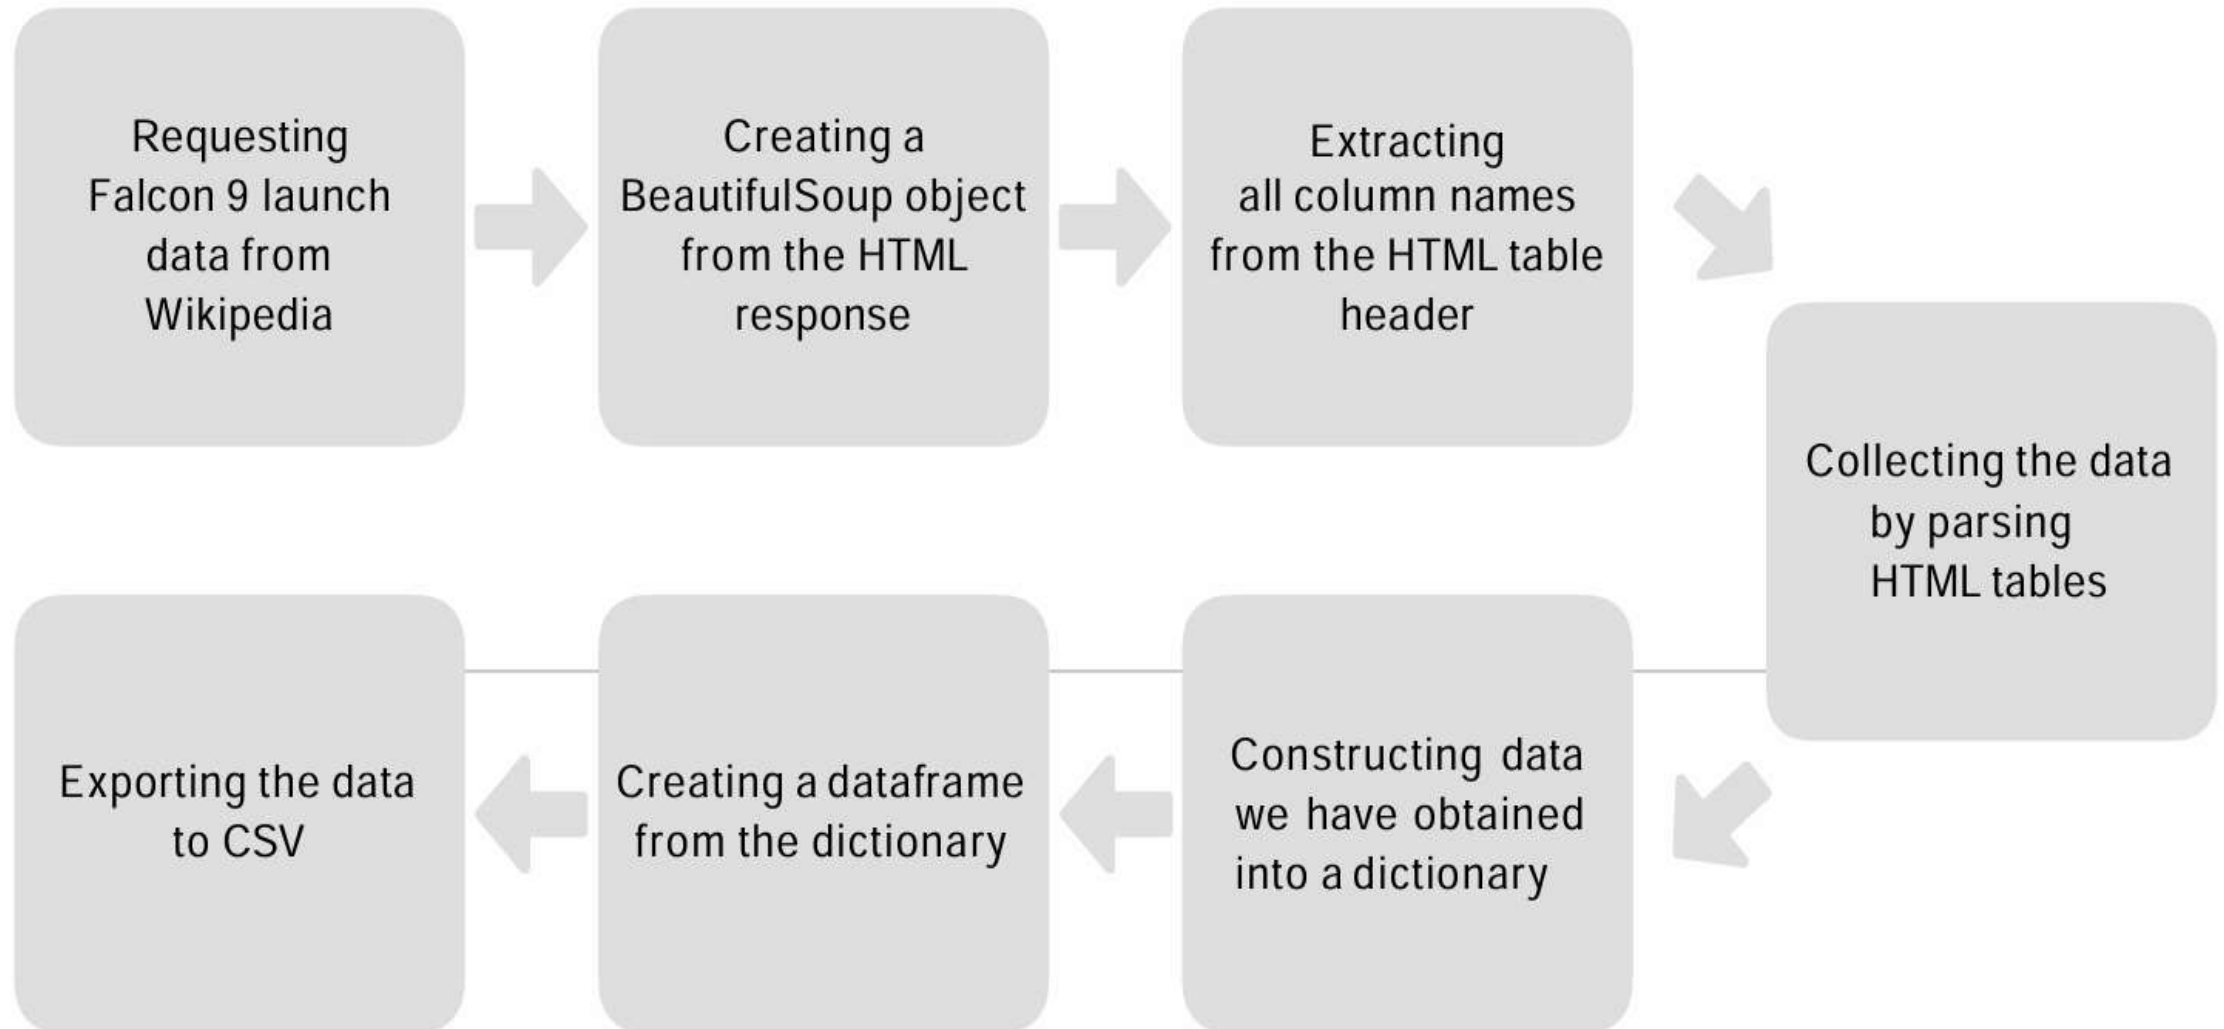 Requesting
Falcon 9 launch
data from
Wikipedia
Creating a
BeautifulSoup object
from the HTML
response
Extracting
all column names
from the HTML table
header
Collecting the data
by parsing
HTML tables
Constructing data
we have obtained
into a dictionary
Creating a dataframe
from the dictionary
Exporting the data
to CSV